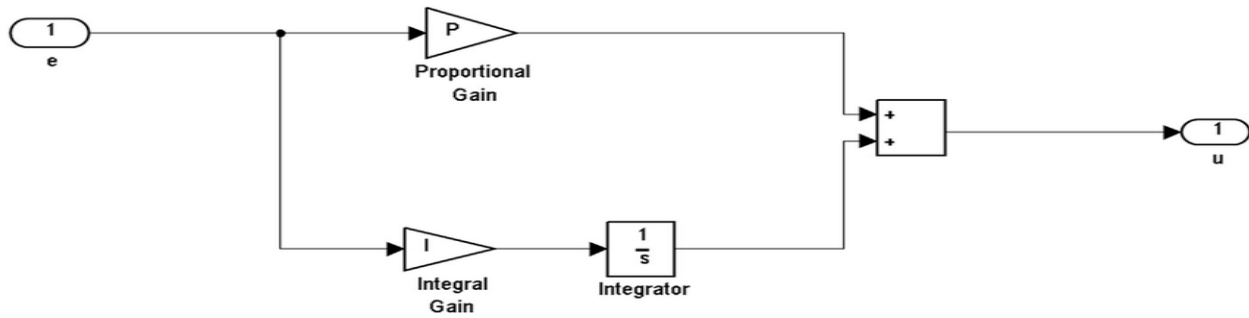 1
e
P
Proportional
Gain
+
+
1
u
I
Integral
Gain
1
s
Integrator